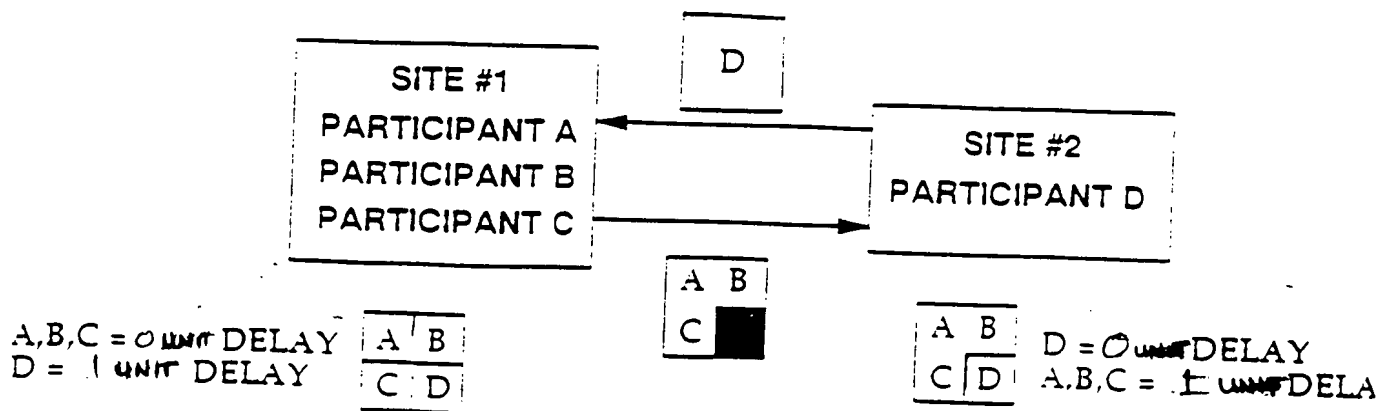 D
SITE #1
PARTICIPANT A
PARTICIPANT B
PARTICIPANT C
SITE #2
PARTICIPANT D
A B
C
A,B,C = 0 UNIT DELAY
D = 1 UNIT DELAY
A B
C D
A B
C D
D = 0 UNIT DELAY
A,B,C = 1 UNIT DELA